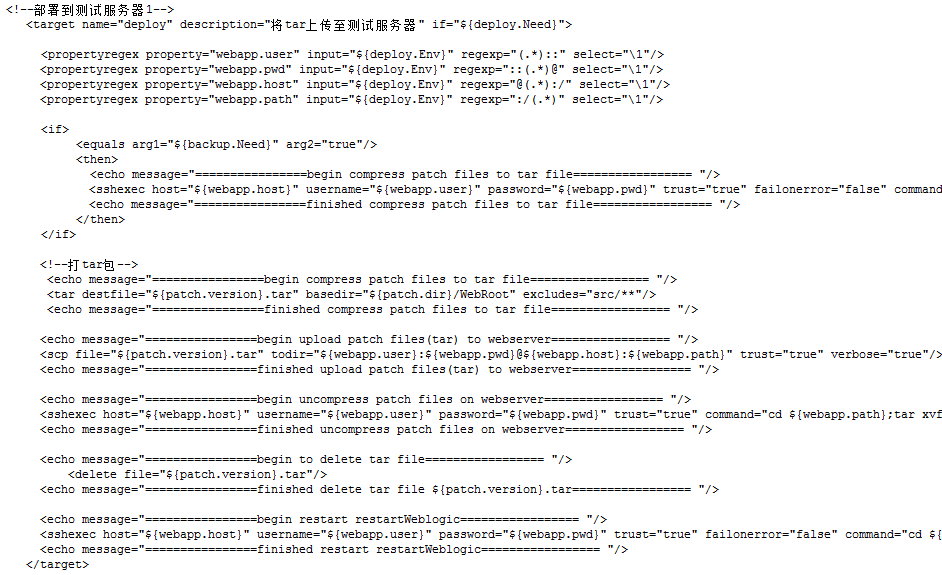 <!--部署到测试服务器1-->
<target name="deploy" description="将tar上传至测试服务器" if="${deploy.Need}">
<propertyregex property="webapp.user" input="${deploy.Env}" regexp="(.*)::" select="\1"/>
<propertyregex property="webapp.pwd" input="${deploy.Env}" regexp="::(.*)@" select="\1"/>
<propertyregex property="webapp.host" input="${deploy.Env}" regexp="@(.*):/" select="\1"/>
<propertyregex property="webapp.path" input="${deploy.Env}" regexp=":/(.*)" select="\1"/>
<if>
<equals arg1="${backup.Need}" arg2="true"/>
<then>
<echo message="================begin compress patch files to tar file================= "/>
<sshexec host="${webapp.host}" username="${webapp.user}" password="${webapp.pwd}" trust="true" failonerror="false" command
<echo message="================finished compress patch files to tar file================= "/>
</then>
</if>
<!--打tar包-->
<echo message="================begin compress patch files to tar file================= "/>
<tar destfile="${patch.version}.tar" basedir="${patch.dir}/WebRoot" excludes="src/**"/>
<echo message="================finished compress patch files to tar file================= "/>
<echo message="================begin upload patch files(tar) to webserver================= "/>
<scp file="${patch.version}.tar" todir="${webapp.user}:${webapp.pwd}@${webapp.host}:${webapp.path}" trust="true" verbose="true"/>
<echo message="================finished upload patch files(tar) to webserver================= "/>
<echo message="================begin uncompress patch files on webserver================= "/>
<sshexec host="${webapp.host}" username="${webapp.user}" password="${webapp.pwd}" trust="true" command="cd ${webapp.path};tar xvf
<echo message="================finished uncompress patch files on webserver================= "/>
<echo message="================begin to delete tar file================= "/>
<delete file="${patch.version}.tar"/>
<echo message="================finished delete tar file ${patch.version}.tar================= "/>
<echo message="================begin restart restartWeblogic================= "/>
<sshexec host="${webapp.host}" username="${webapp.user}" password="${webapp.pwd}" trust="true" failonerror="false" command="cd ${
<echo message="================finished restart restartWeblogic================= "/>
</target>